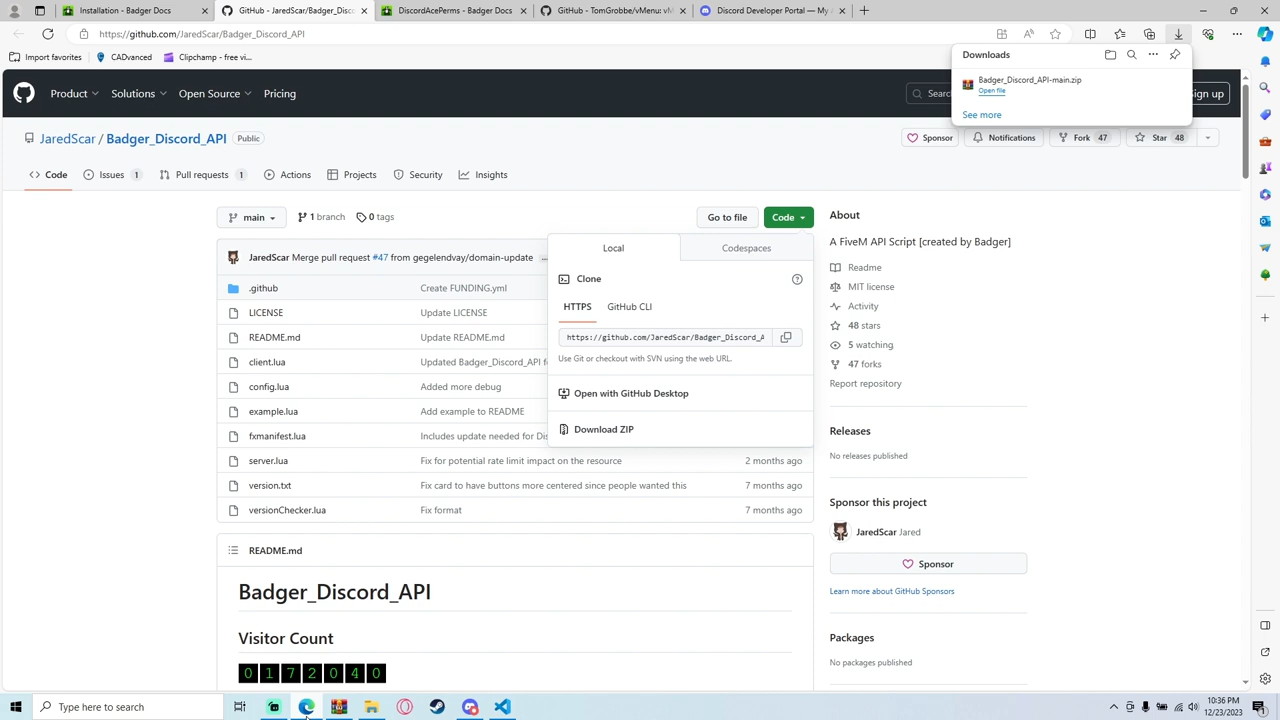 Installation - Badger Docs
GitHub - JaredScar/Badger_Disco
DiscordAcePerms - Badger Docs
GitHub - TomGrobbe/vMenu: vM
Discord Developer Portal — My A
https://github.com/JaredScar/Badger_Discord_API
Import favorites
CADvanced
Clipchamp - free vi...
Downloads
Badger_Discord_API-main.zip
Open file
See more
Product
Solutions
Open Source
Pricing
Searc
ign up
JaredScar / Badger_Discord_API
Public
Sponsor
Notifications
Fork 47
Star 48
Code
Issues 1
Pull requests 1
Actions
Projects
Security
Insights
main
1 branch
0 tags
Go to file
Code
About
A FiveM API Script [created by Badger]
Readme
MIT license
Activity
48 stars
5 watching
47 forks
Report repository
Releases
No releases published
Sponsor this project
JaredScar Jared
Sponsor
Learn more about GitHub Sponsors
Packages
No packages published
JaredScar Merge pull request #47 from gegelendvay/domain-update ...
.github Create FUNDING.yml
LICENSE Update LICENSE
README.md Update README.md
client.lua Updated Badger_Discord_API f
config.lua Added more debug
example.lua Add example to README
fxmanifest.lua Includes update needed for Dis
server.lua Fix for potential rate limit impact on the resource 2 months ago
version.txt Fix card to have buttons more centered since people wanted this 7 months ago
versionChecker.lua Fix format 7 months ago
Local
Codespaces
Clone
HTTPS
GitHub CLI
https://github.com/JaredScar/Badger_Discord_A
Use Git or checkout with SVN using the web URL.
Open with GitHub Desktop
Download ZIP
README.md
Badger_Discord_API
Visitor Count
0 1 7 2 0 4 0
Type here to search
10:36 PM
12/23/2023